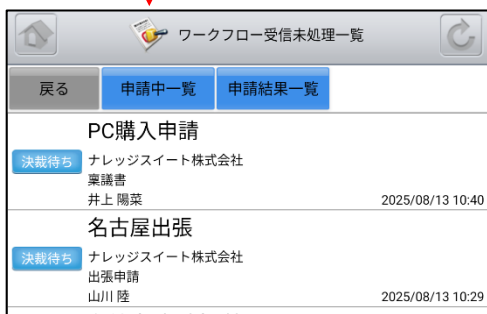 ワークフロー受信未処理一覧
戻る
申請中一覧
申請結果一覧
PC購入申請
決裁待ち
ナレッジスイート株式会社
稟議書
井上 陽菜
2025/08/13 10:40
名古屋出張
決裁待ち
ナレッジスイート株式会社
出張申請
山川 陸
2025/08/13 10:29